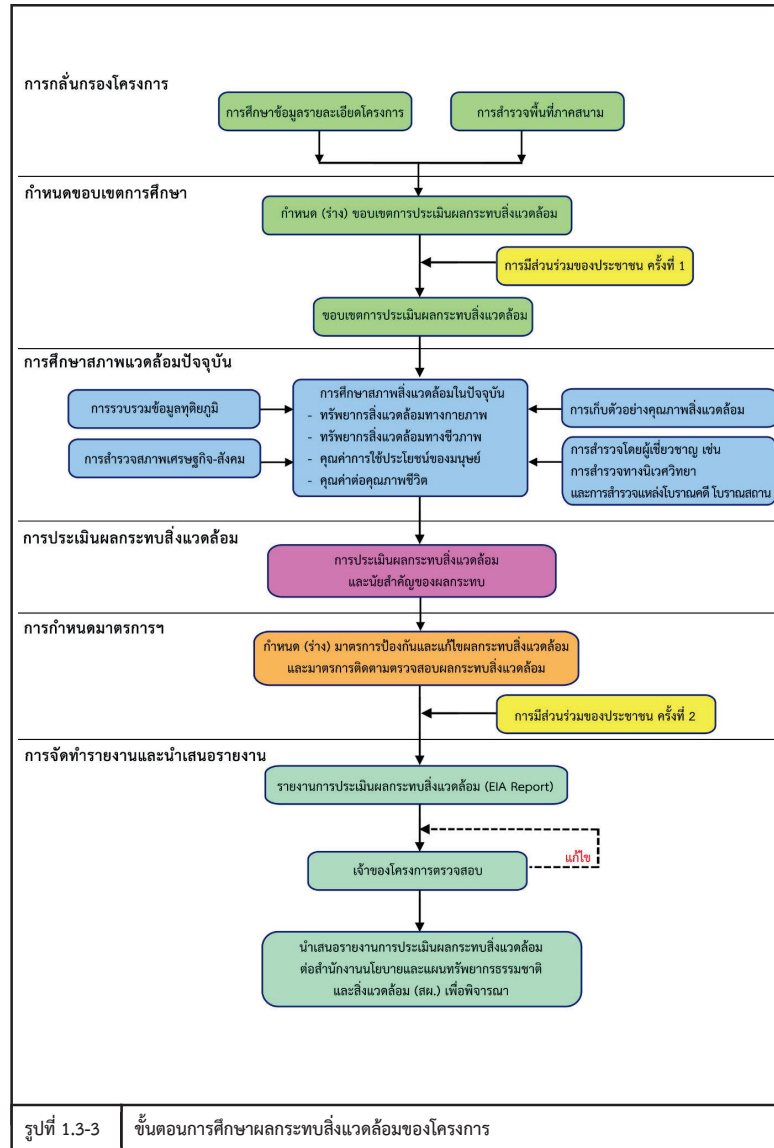 การกลั่นกรองโครงการ
การศึกษาข้อมูลรายละเอียดโครงการ
การสำรวจพื้นที่ภาคสนาม
กำหนดขอบเขตการศึกษา
กำหนด (ร่าง) ขอบเขตการประเมินผลกระทบสิ่งแวดล้อม
การมีส่วนร่วมของประชาชน ครั้งที่ 1
ขอบเขตการประเมินผลกระทบสิ่งแวดล้อม
การศึกษาสภาพแวดล้อมปัจจุบัน
การรวบรวมข้อมูลทุติยภูมิ
การสำรวจสภาพเศรษฐกิจ-สังคม
การศึกษาสภาพสิ่งแวดล้อมในปัจจุบัน
- ทรัพยากรสิ่งแวดล้อมทางกายภาพ
- ทรัพยากรสิ่งแวดล้อมทางชีวภาพ
- คุณค่าการใช้ประโยชน์ของมนุษย์
- คุณค่าต่อคุณภาพชีวิต
การเก็บตัวอย่างคุณภาพสิ่งแวดล้อม
การสำรวจโดยผู้เชี่ยวชาญ เช่น
การสำรวจทางนิเวศวิทยา
และการสำรวจแหล่งโบราณคดี โบราณสถาน
การประเมินผลกระทบสิ่งแวดล้อม
การประเมินผลกระทบสิ่งแวดล้อม
และนัยสำคัญของผลกระทบ
การกำหนดมาตรการฯ
กำหนด (ร่าง) มาตรการป้องกันและแก้ไขผลกระทบสิ่งแวดล้อม
และมาตรการติดตามตรวจสอบผลกระทบสิ่งแวดล้อม
การมีส่วนร่วมของประชาชน ครั้งที่ 2
การจัดทำรายงานและนำเสนอรายงาน
รายงานการประเมินผลกระทบสิ่งแวดล้อม (EIA Report)
แก้ไข
เจ้าของโครงการตรวจสอบ
นำเสนอรายงานการประเมินผลกระทบสิ่งแวดล้อม
ต่อสำนักงานนโยบายและแผนทรัพยากรธรรมชาติ
และสิ่งแวดล้อม (สผ.) เพื่อพิจารณา
รูปที่ 1.3-3
ขั้นตอนการศึกษาผลกระทบสิ่งแวดล้อมของโครงการ